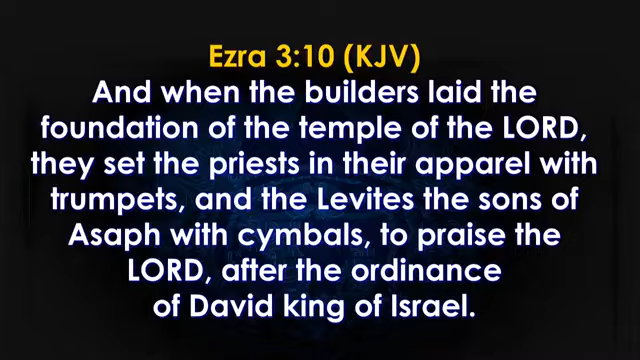 Ezra 3:10 (KJV)
And when the builders laid the
foundation of the temple of the LORD,
they set the priests in their apparel with
trumpets, and the Levites the sons of
Asaph with cymbals, to praise the
LORD, after the ordinance
of David king of Israel.